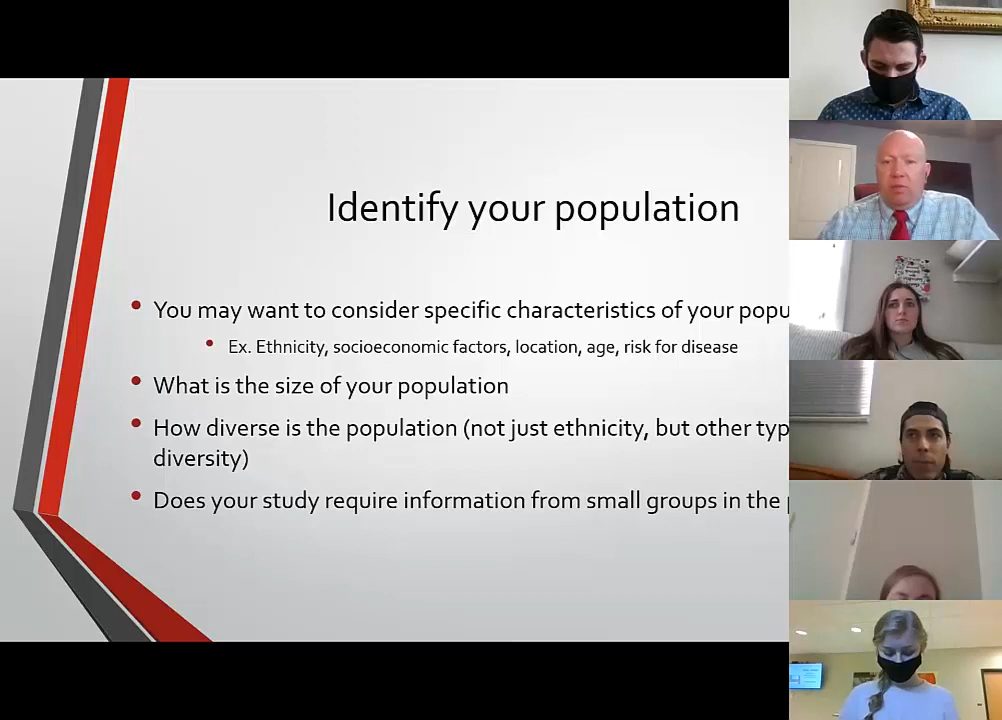 Identify your population
You may want to consider specific characteristics of your popu
Ex. Ethnicity, socioeconomic factors, location, age, risk for disease
What is the size of your population
How diverse is the population (not just ethnicity, but other typ
diversity)
Does your study require information from small groups in the